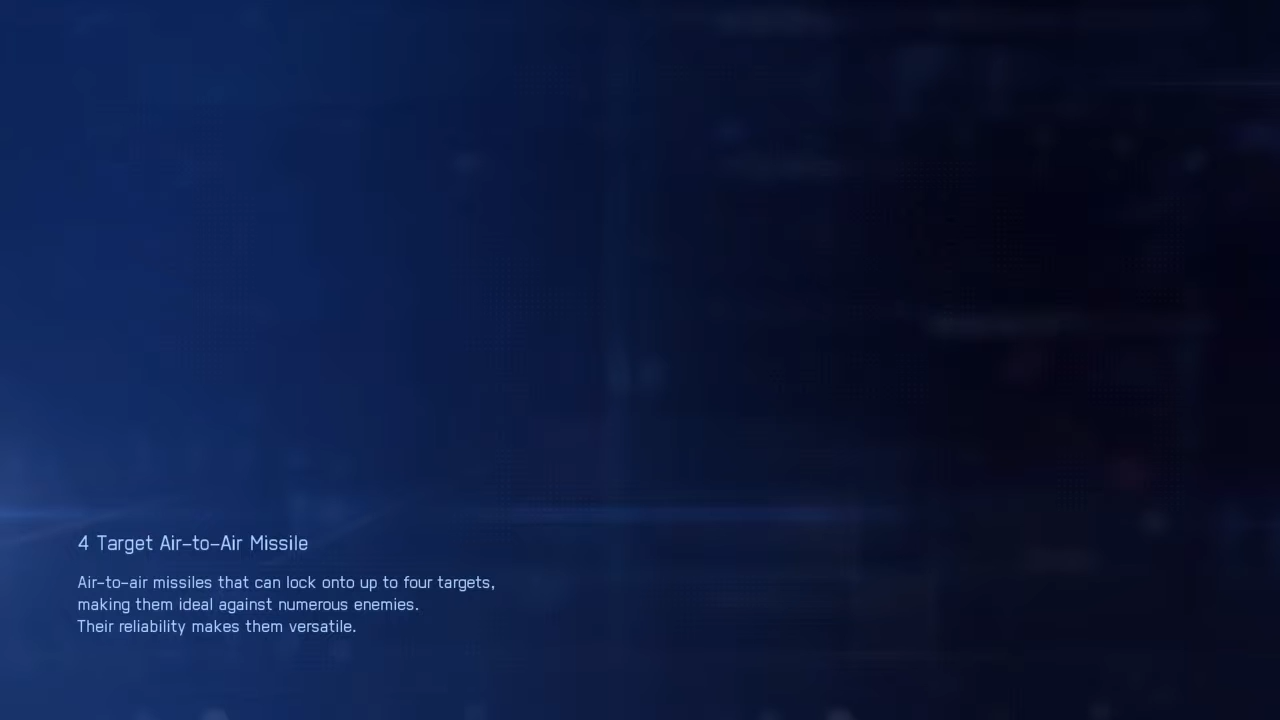 4 Target Air-to-Air Missile
Air-to-air missiles that can lock onto up to four targets,
making them ideal against numerous enemies.
Their reliability makes them versatile.